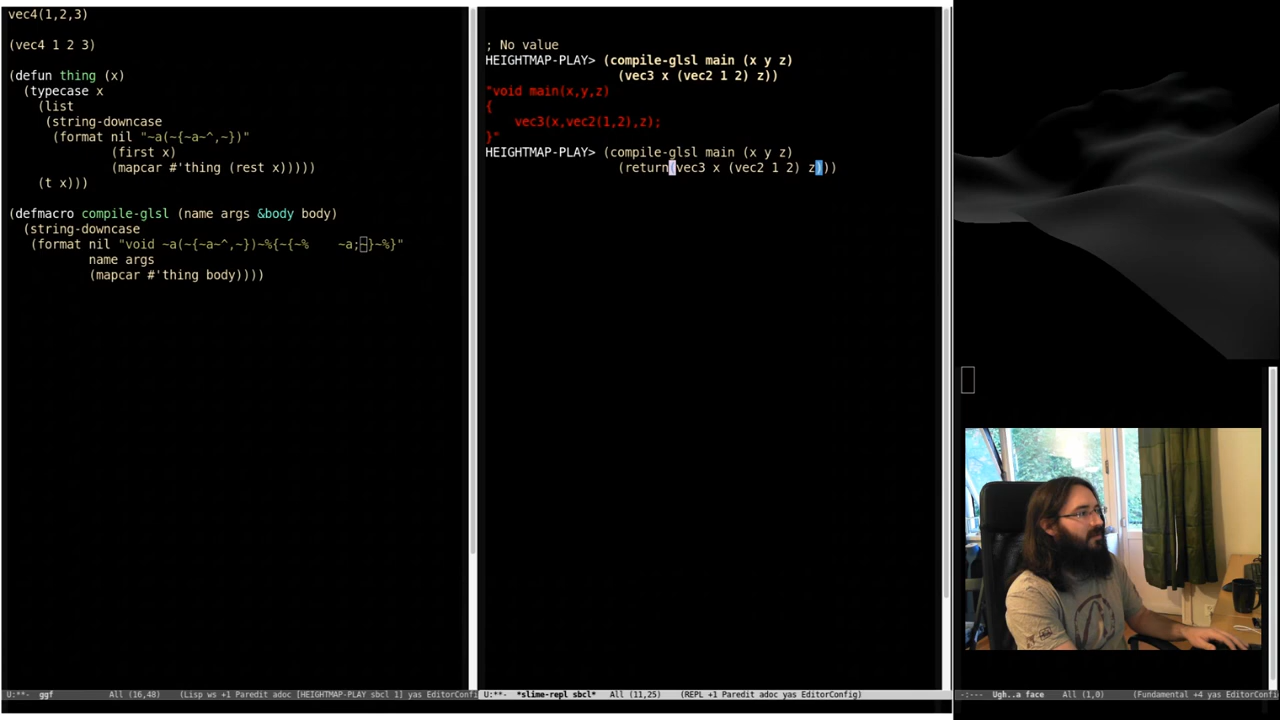 vec4(1,2,3)
(vec4 1 2 3)
(defun thing (x)
  (typecase x
    (list
     (string-downcase
      (format nil "~a(~{~a~^,~})"
              (first x)
              (mapcar #'thing (rest x)))))
    (t x)))
(defmacro compile-glsl (name args &body body)
  (string-downcase
   (format nil "void ~a(~{~a~^,~})~%{~{~%    ~a;~}~%}"
           name args
           (mapcar #'thing body))))
U:**-  ggf            All (16,48)    (Lisp ws +1 Paredit adoc [HEIGHTMAP-PLAY sbcl 1] yas EditorConfi
; No value
HEIGHTMAP-PLAY> (compile-glsl main (x y z)
                  (vec3 x (vec2 1 2) z))
"void main(x,y,z)
{
    vec3(x,vec2(1,2),z);
}"
HEIGHTMAP-PLAY> (compile-glsl main (x y z)
                  (return(vec3 x (vec2 1 2) z)))
U:**-  *slime-repl sbcl*   All (11,25)    (REPL +1 Paredit adoc yas EditorConfig)
-:---  Ugh..a face    All (1,0)     (Fundamental +4 yas EditorConfi